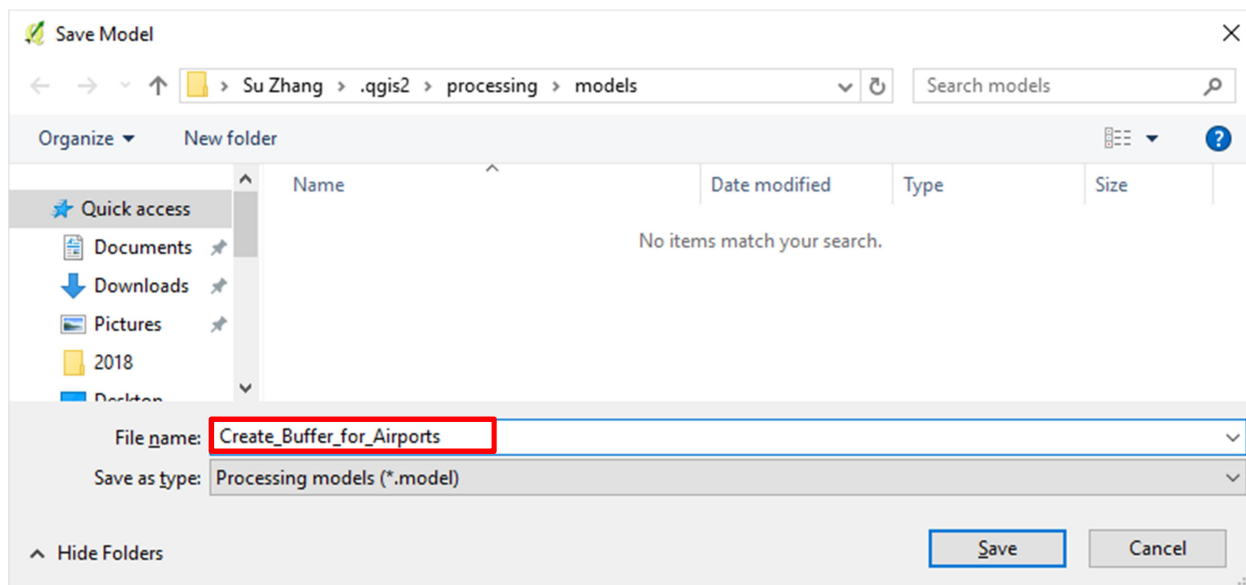 Save Model
Su Zhang > .qgis2 > processing > models
Search models
Organize
New folder
Name
Date modified
Type
Size
Quick access
No items match your search.
Documents
Downloads
Pictures
2018
Desktop
File name: Create_Buffer_for_Airports
Save as type: Processing models (*.model)
Hide Folders
Save
Cancel